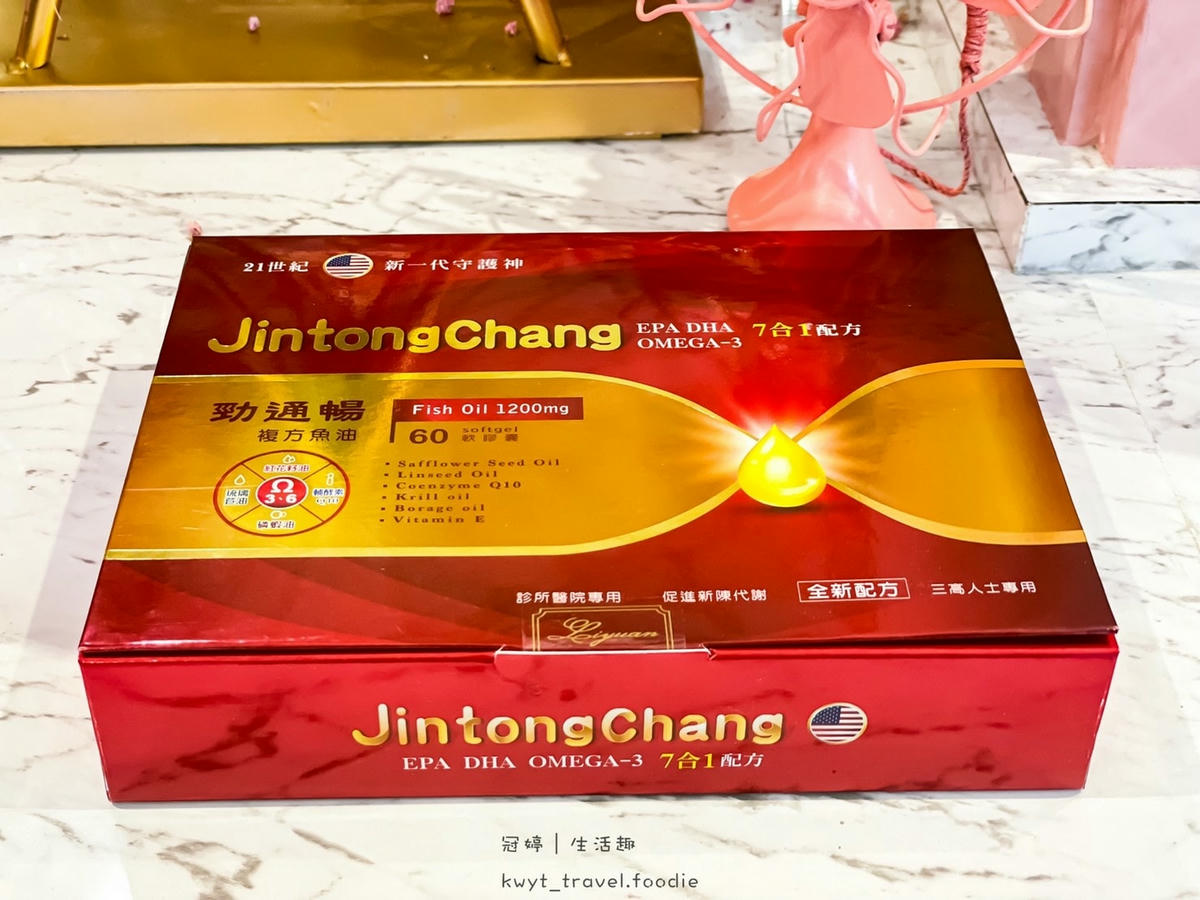 21世紀 新一代守護神
JintongChang EPA DHA OMEGA-3 7合1配方
勁通暢
複方魚油
Fish Oil 1200mg
60 softgel 軟膠囊
紅花籽油
琉璃苣油
Ω 3、6
輔酵素 Q10
磷蝦油
• Safflower Seed Oil
• Linseed Oil
• Coenzyme Q10
• Krill oil
• Borage oil
• Vitamin E
診所醫院專用 促進新陳代謝 全新配方 三高人士專用
Liyuan
JintongChang
EPA DHA OMEGA-3 7合1配方
冠婷│生活趣
kwyt_travel.foodie